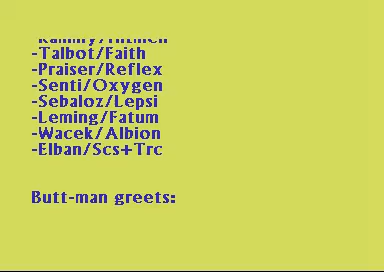 -Talbot/Faith
-Praiser/Reflex
-Senti/Oxygen
-Sebaloz/Lepsi
-Leming/Fatum
-Wacek/Albion
-Elban/Scs+Trc
Butt-man greets: